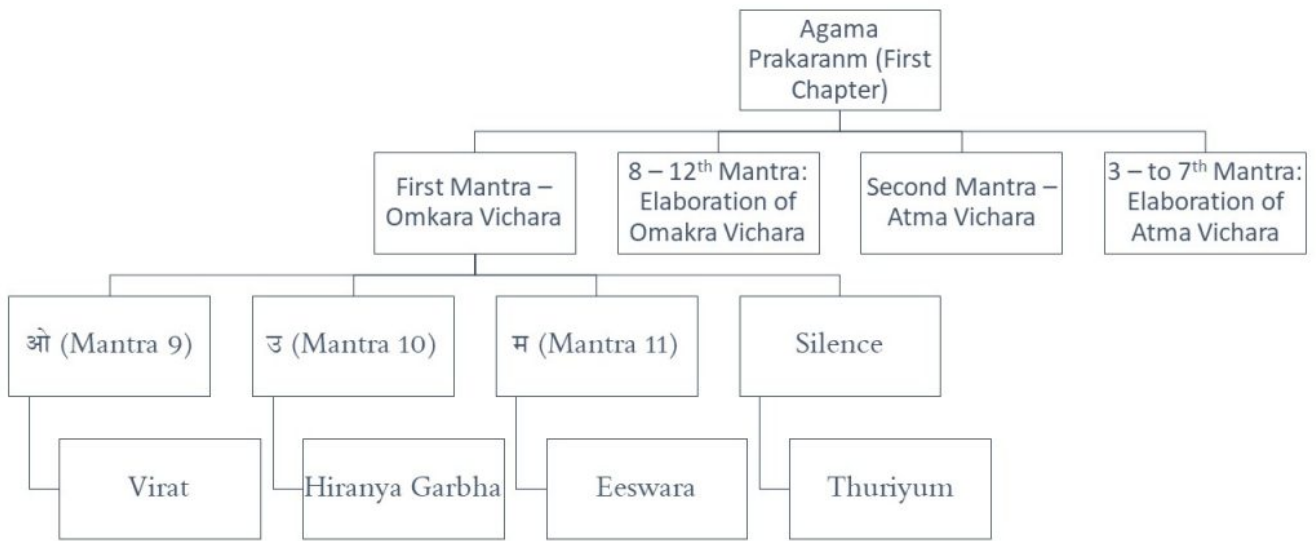 Agama
Prakaranm (First
Chapter)
First Mantra –
Omkara Vichara
8 – 12th Mantra:
Elaboration of
Omakra Vichara
Second Mantra –
Atma Vichara
3 – to 7th Mantra:
Elaboration of
Atma Vichara
ओ (Mantra 9)
उ (Mantra 10)
म (Mantra 11)
Silence
Virat
Hiranya Garbha
Eeswara
Thuriyum